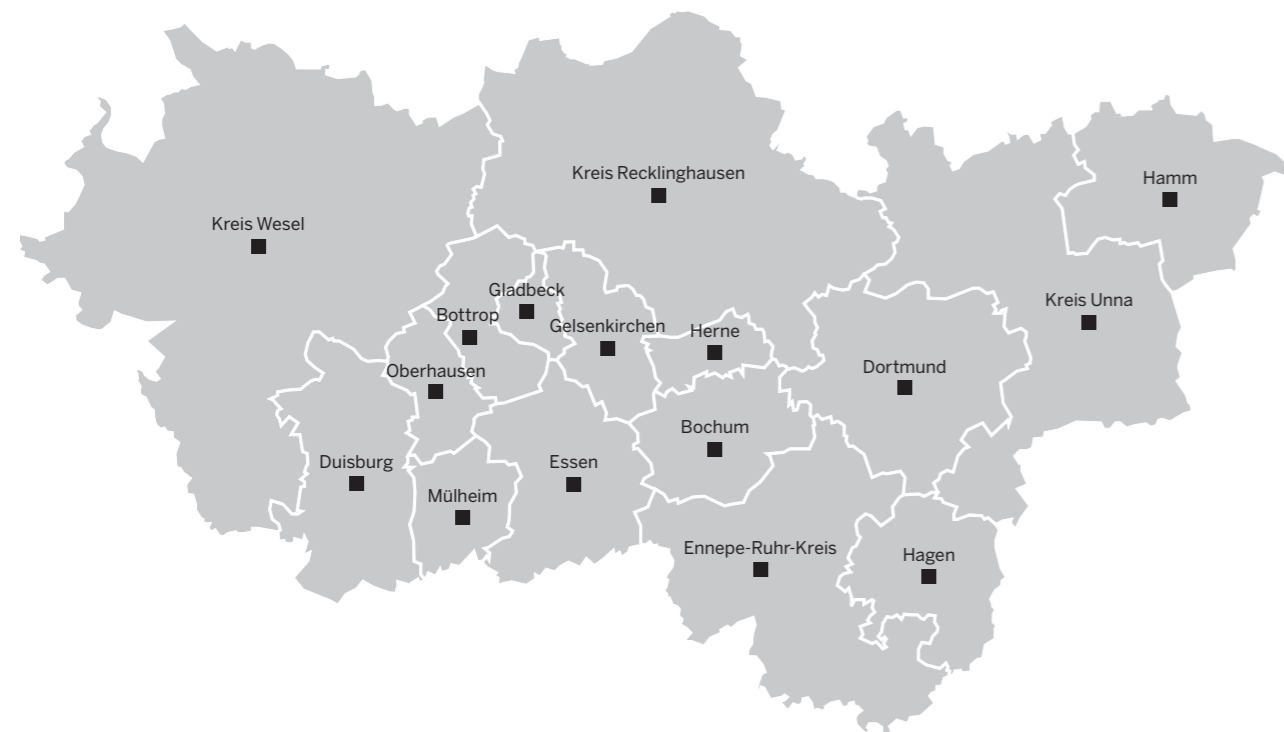 Kreis Recklinghausen
Hamm
Kreis Wesel
Gladbeck
Kreis Unna
Bottrop
Gelsenkirchen
Herne
Oberhausen
Dortmund
Bochum
Duisburg
Essen
Mülheim
Ennepe-Ruhr-Kreis
Hagen